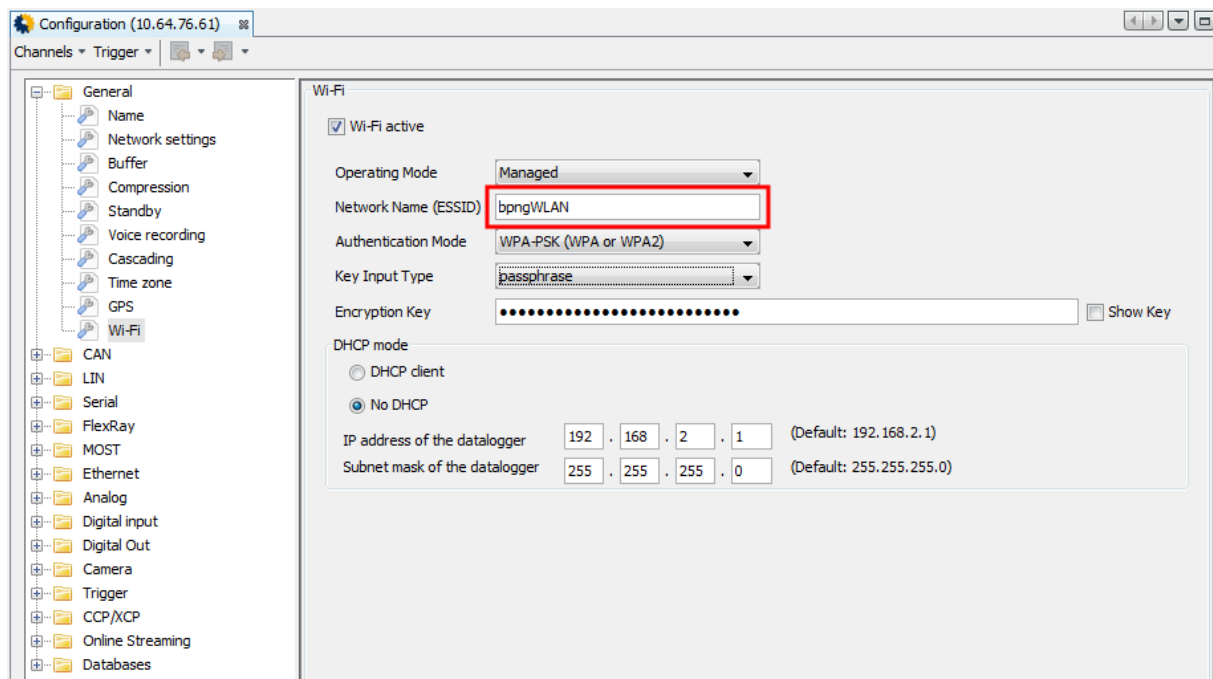 Configuration (10.64.76.61)
Channels Trigger
General
Name
Network settings
Buffer
Compression
Standby
Voice recording
Cascading
Time zone
GPS
Wi-Fi
CAN
LIN
Serial
FlexRay
MOST
Ethernet
Analog
Digital input
Digital Out
Camera
Trigger
CCP/XCP
Online Streaming
Databases
Wi-Fi
Wi-Fi active
Operating Mode Managed
Network Name (ESSID) bpngWLAN
Authentication Mode WPA-PSK (WPA or WPA2)
Key Input Type passphrase
Encryption Key ●●●●●●●●●●●●●●●●●●●●●●●●●● Show Key
DHCP mode
DHCP client
No DHCP
IP address of the datalogger 192 . 168 . 2 . 1 (Default: 192.168.2.1)
Subnet mask of the datalogger 255 . 255 . 255 . 0 (Default: 255.255.255.0)